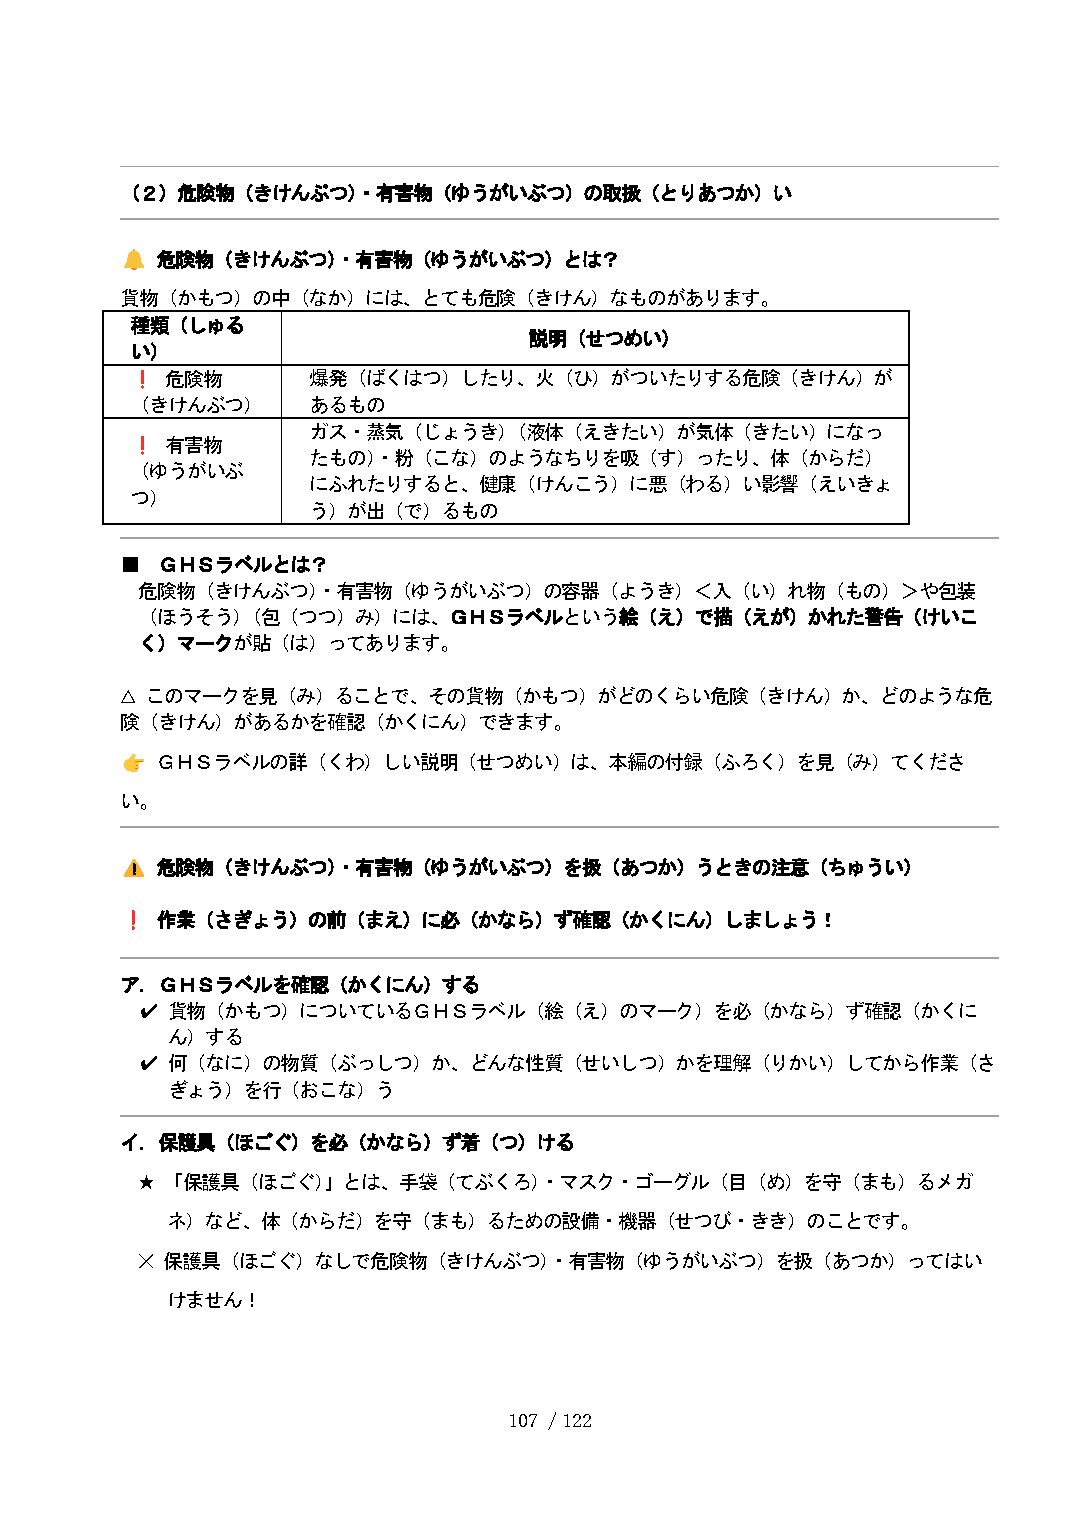 （２）危険物（きけんぶつ）・有害物（ゆうがいぶつ）の取扱（とりあつか）い
🔔 危険物（きけんぶつ）・有害物（ゆうがいぶつ）とは？
貨物（かもつ）の中（なか）には、とても危険（きけん）なものがあります。
種類（しゅる
い）
説明（せつめい）
❗ 危険物
（きけんぶつ）
爆発（ばくはつ）したり、火（ひ）がついたりする危険（きけん）が
あるもの
❗ 有害物
（ゆうがいぶ
つ）
ガス・蒸気（じょうき）（液体（えきたい）が気体（きたい）になっ
たもの）・粉（こな）のようなちりを吸（す）ったり、体（からだ）
にふれたりすると、健康（けんこう）に悪（わる）い影響（えいきょ
う）が出（で）るもの
■　ＧＨＳラベルとは？
危険物（きけんぶつ）・有害物（ゆうがいぶつ）の容器（ようき）＜入（い）れ物（もの）＞や包装
（ほうそう）（包（つつ）み）には、ＧＨＳラベルという絵（え）で描（えが）かれた警告（けいこ
く）マークが貼（は）ってあります。
△ このマークを見（み）ることで、その貨物（かもつ）がどのくらい危険（きけん）か、どのような危
険（きけん）があるかを確認（かくにん）できます。
👉 ＧＨＳラベルの詳（くわ）しい説明（せつめい）は、本編の付録（ふろく）を見（み）てくださ
い。
⚠ 危険物（きけんぶつ）・有害物（ゆうがいぶつ）を扱（あつか）うときの注意（ちゅうい）
❗ 作業（さぎょう）の前（まえ）に必（かなら）ず確認（かくにん）しましょう！
ア．ＧＨＳラベルを確認（かくにん）する
✔ 貨物（かもつ）についているＧＨＳラベル（絵（え）のマーク）を必（かなら）ず確認（かくに
ん）する
✔ 何（なに）の物質（ぶっしつ）か、どんな性質（せいしつ）かを理解（りかい）してから作業（さ
ぎょう）を行（おこな）う
イ．保護具（ほごぐ）を必（かなら）ず着（つ）ける
★ 「保護具（ほごぐ）」とは、手袋（てぶくろ）・マスク・ゴーグル（目（め）を守（まも）るメガ
ネ）など、体（からだ）を守（まも）るための設備・機器（せつび・きき）のことです。
╳ 保護具（ほごぐ）なしで危険物（きけんぶつ）・有害物（ゆうがいぶつ）を扱（あつか）ってはい
けません！
107 / 122